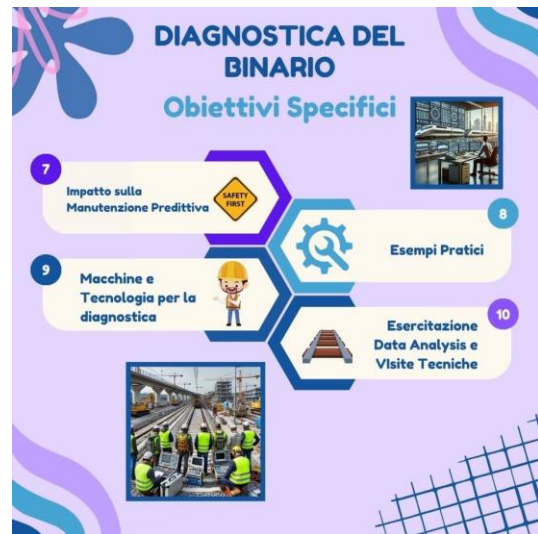 DIAGNOSTICA DEL
BINARIO
Obiettivi Specifici
7
Impatto sulla
Manutenzione Predittiva
SAFETY
FIRST
8
Esempi Pratici
9
Macchine e
Tecnologia per la
diagnostica
10
Esercitazione
Data Analysis e
VIsite Tecniche